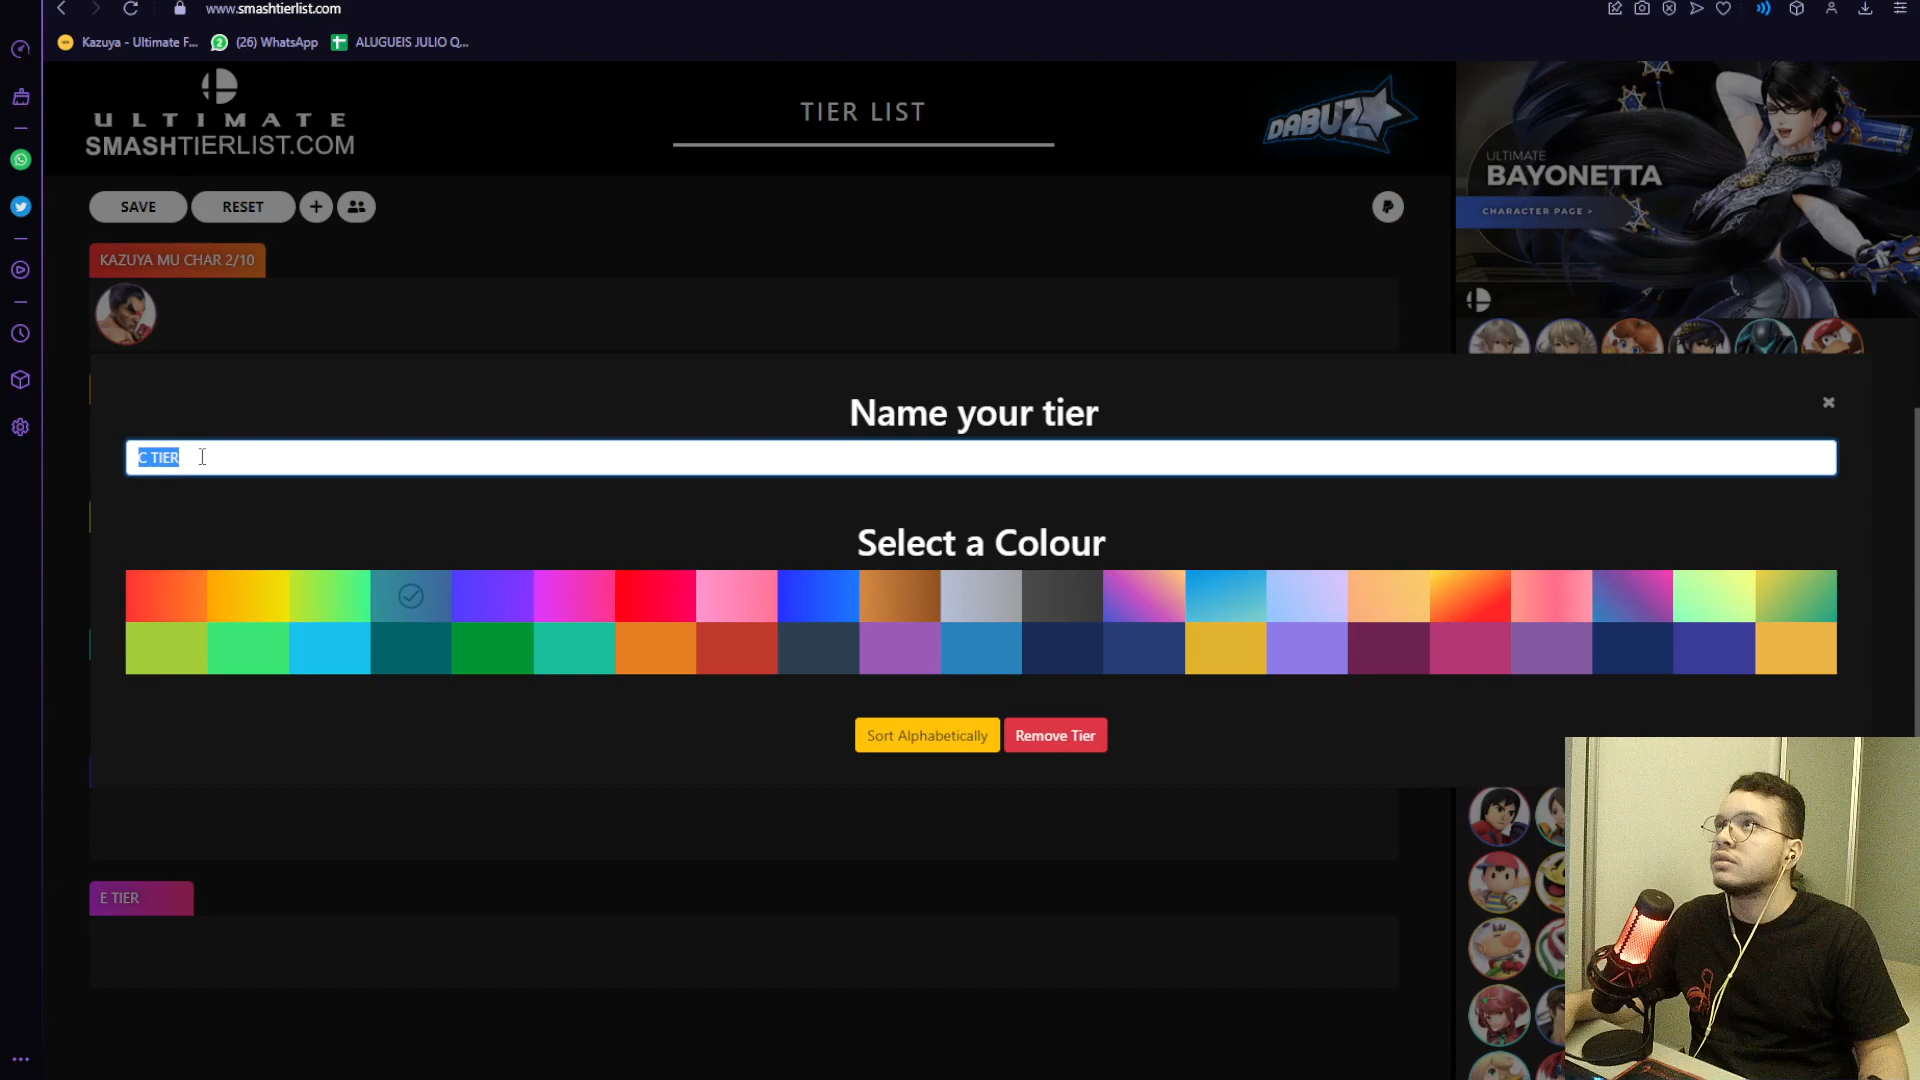 www.smashtierlist.com
Kazuya - Ultimate F...
(26) WhatsApp
ALUGUEIS JULIO Q...
ULTIMATE
SMASHTIERLIST.COM
TIER LIST
DABUZ
ULTIMATE
BAYONETTA
CHARACTER PAGE >
SAVE
RESET
KAZUYA MU CHAR 2/10
Name your tier
C TIER
Select a Colour
Sort Alphabetically
Remove Tier
E TIER